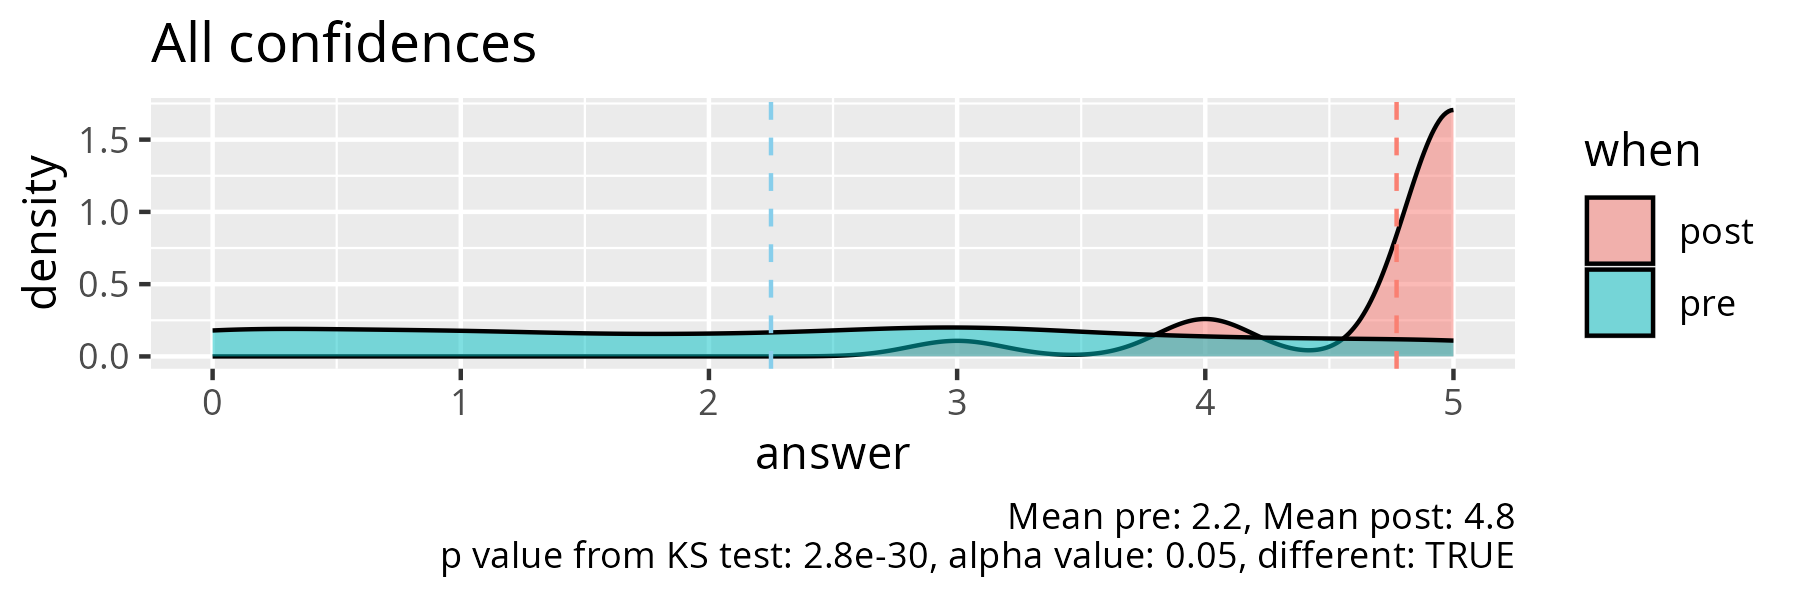 All confidences
density
1.5
1.0
0.5
0.0
0 1 2 3 4 5
answer
when
post
pre
Mean pre: 2.2, Mean post: 4.8
p value from KS test: 2.8e-30, alpha value: 0.05, different: TRUE